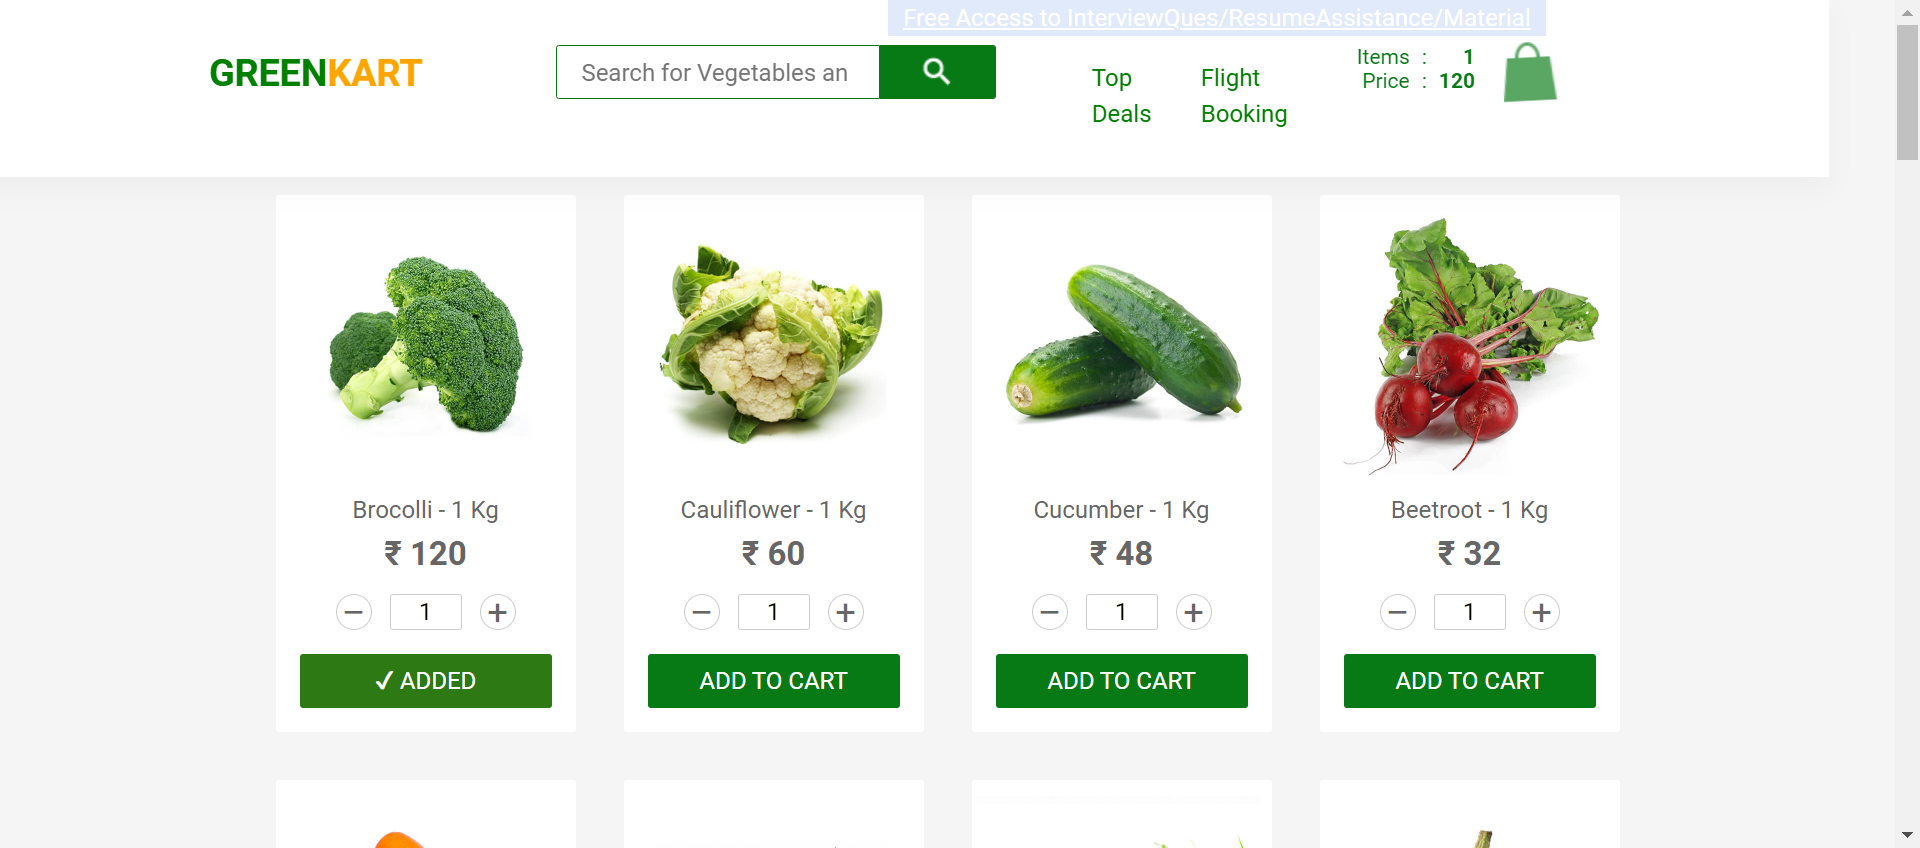 Free Access to InterviewQues/ResumeAssistance/Material
GREENKART
Search for Vegetables an
Top Deals
Flight Booking
Items : 1
Price : 120
Brocolli - 1 Kg
₹ 120
– 1 +
✓ ADDED
Cauliflower - 1 Kg
₹ 60
– 1 +
ADD TO CART
Cucumber - 1 Kg
₹ 48
– 1 +
ADD TO CART
Beetroot - 1 Kg
₹ 32
– 1 +
ADD TO CART